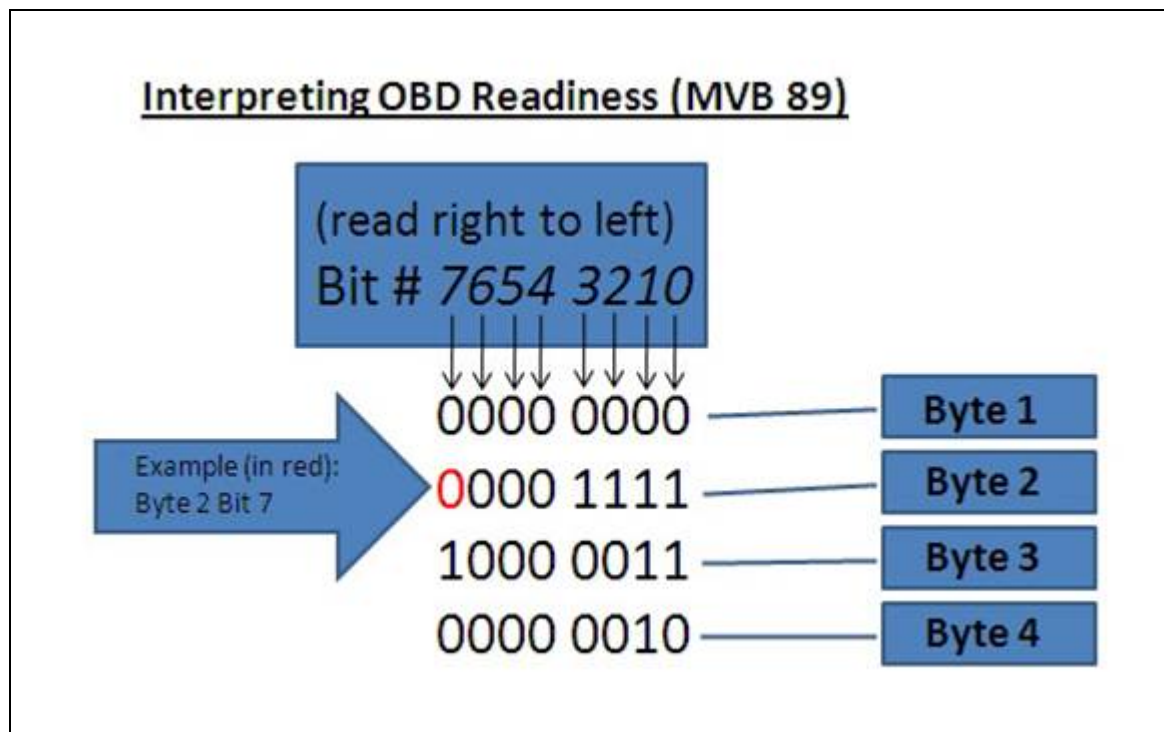 Interpreting OBD Readiness (MVB 89)
(read right to left)
Bit # 7654 3210
0000 0000
Byte 1
Example (in red):
Byte 2 Bit 7
0000 1111
Byte 2
1000 0011
Byte 3
0000 0010
Byte 4